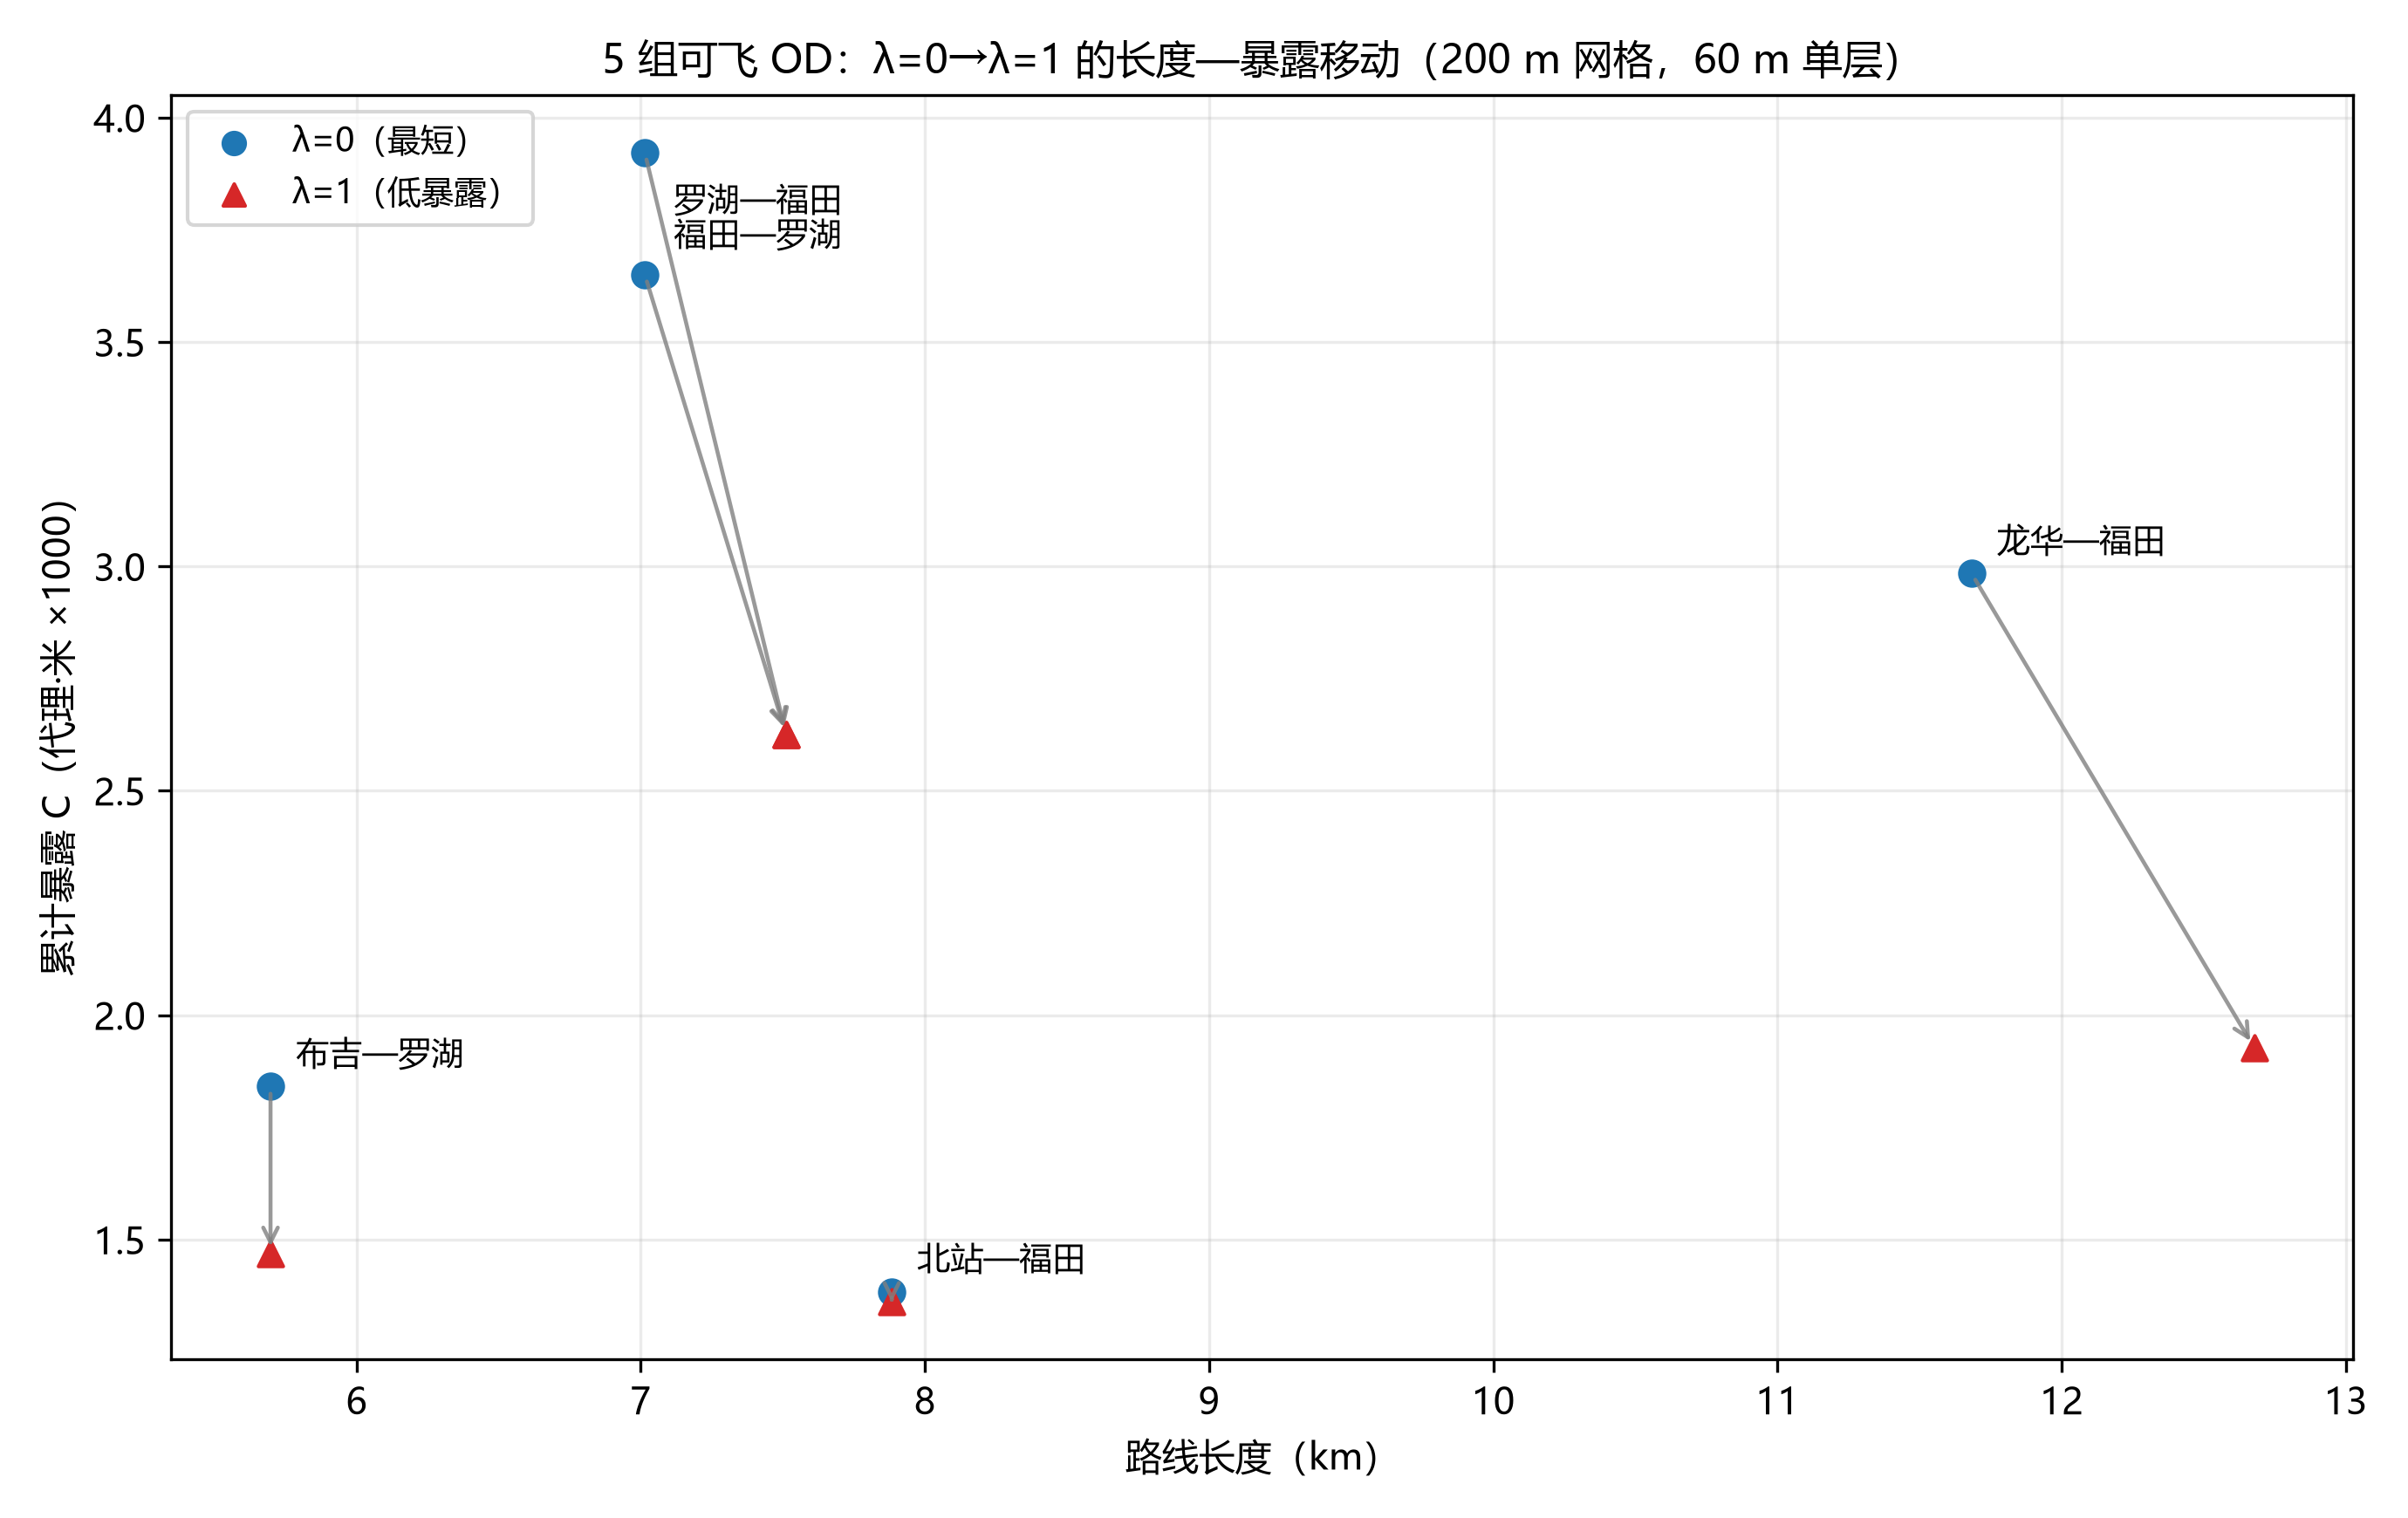 5 组可飞 OD：λ=0→λ=1 的长度—暴露移动（200 m 网格，60 m 单层）
λ=0（最短）
λ=1（低暴露）
罗湖—福田
福田—罗湖
龙华—福田
布吉—罗湖
北站—福田
累计暴露 C（代理·米 ×1000）
4.0
3.5
3.0
2.5
2.0
1.5
6 7 8 9 10 11 12 13
路线长度（km）